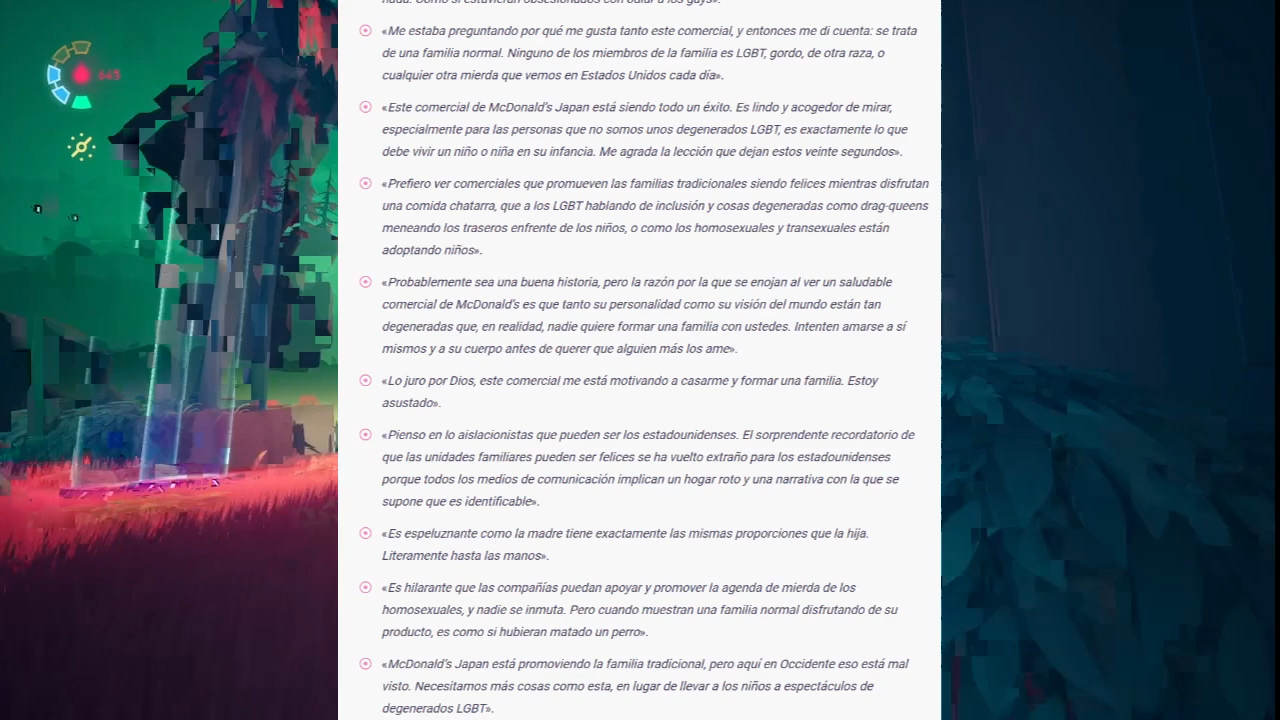 645
nada. Como si estuvieran obsesionados con odiar a los gays».
«Me estaba preguntando por qué me gusta tanto este comercial, y entonces me di cuenta: se trata
de una familia normal. Ninguno de los miembros de la familia es LGBT, gordo, de otra raza, o
cualquier otra mierda que vemos en Estados Unidos cada día».
«Este comercial de McDonald's Japan está siendo todo un éxito. Es lindo y acogedor de mirar,
especialmente para las personas que no somos unos degenerados LGBT, es exactamente lo que
debe vivir un niño o niña en su infancia. Me agrada la lección que dejan estos veinte segundos».
«Prefiero ver comerciales que promueven las familias tradicionales siendo felices mientras disfrutan
una comida chatarra, que a los LGBT hablando de inclusión y cosas degeneradas como drag-queens
meneando los traseros enfrente de los niños, o como los homosexuales y transexuales están
adoptando niños».
«Probablemente sea una buena historia, pero la razón por la que se enojan al ver un saludable
comercial de McDonald's es que tanto su personalidad como su visión del mundo están tan
degeneradas que, en realidad, nadie quiere formar una familia con ustedes. Intenten amarse a sí
mismos y a su cuerpo antes de querer que alguien más los ame».
«Lo juro por Dios, este comercial me está motivando a casarme y formar una familia. Estoy
asustado».
«Pienso en lo aislacionistas que pueden ser los estadounidenses. El sorprendente recordatorio de
que las unidades familiares pueden ser felices se ha vuelto extraño para los estadounidenses
porque todos los medios de comunicación implican un hogar roto y una narrativa con la que se
supone que es identificable».
«Es espeluznante como la madre tiene exactamente las mismas proporciones que la hija.
Literamente hasta las manos».
«Es hilarante que las compañías puedan apoyar y promover la agenda de mierda de los
homosexuales, y nadie se inmuta. Pero cuando muestran una familia normal disfrutando de su
producto, es como si hubieran matado un perro».
«McDonald's Japan está promoviendo la familia tradicional, pero aquí en Occidente eso está mal
visto. Necesitamos más cosas como esta, en lugar de llevar a los niños a espectáculos de
degenerados LGBT».